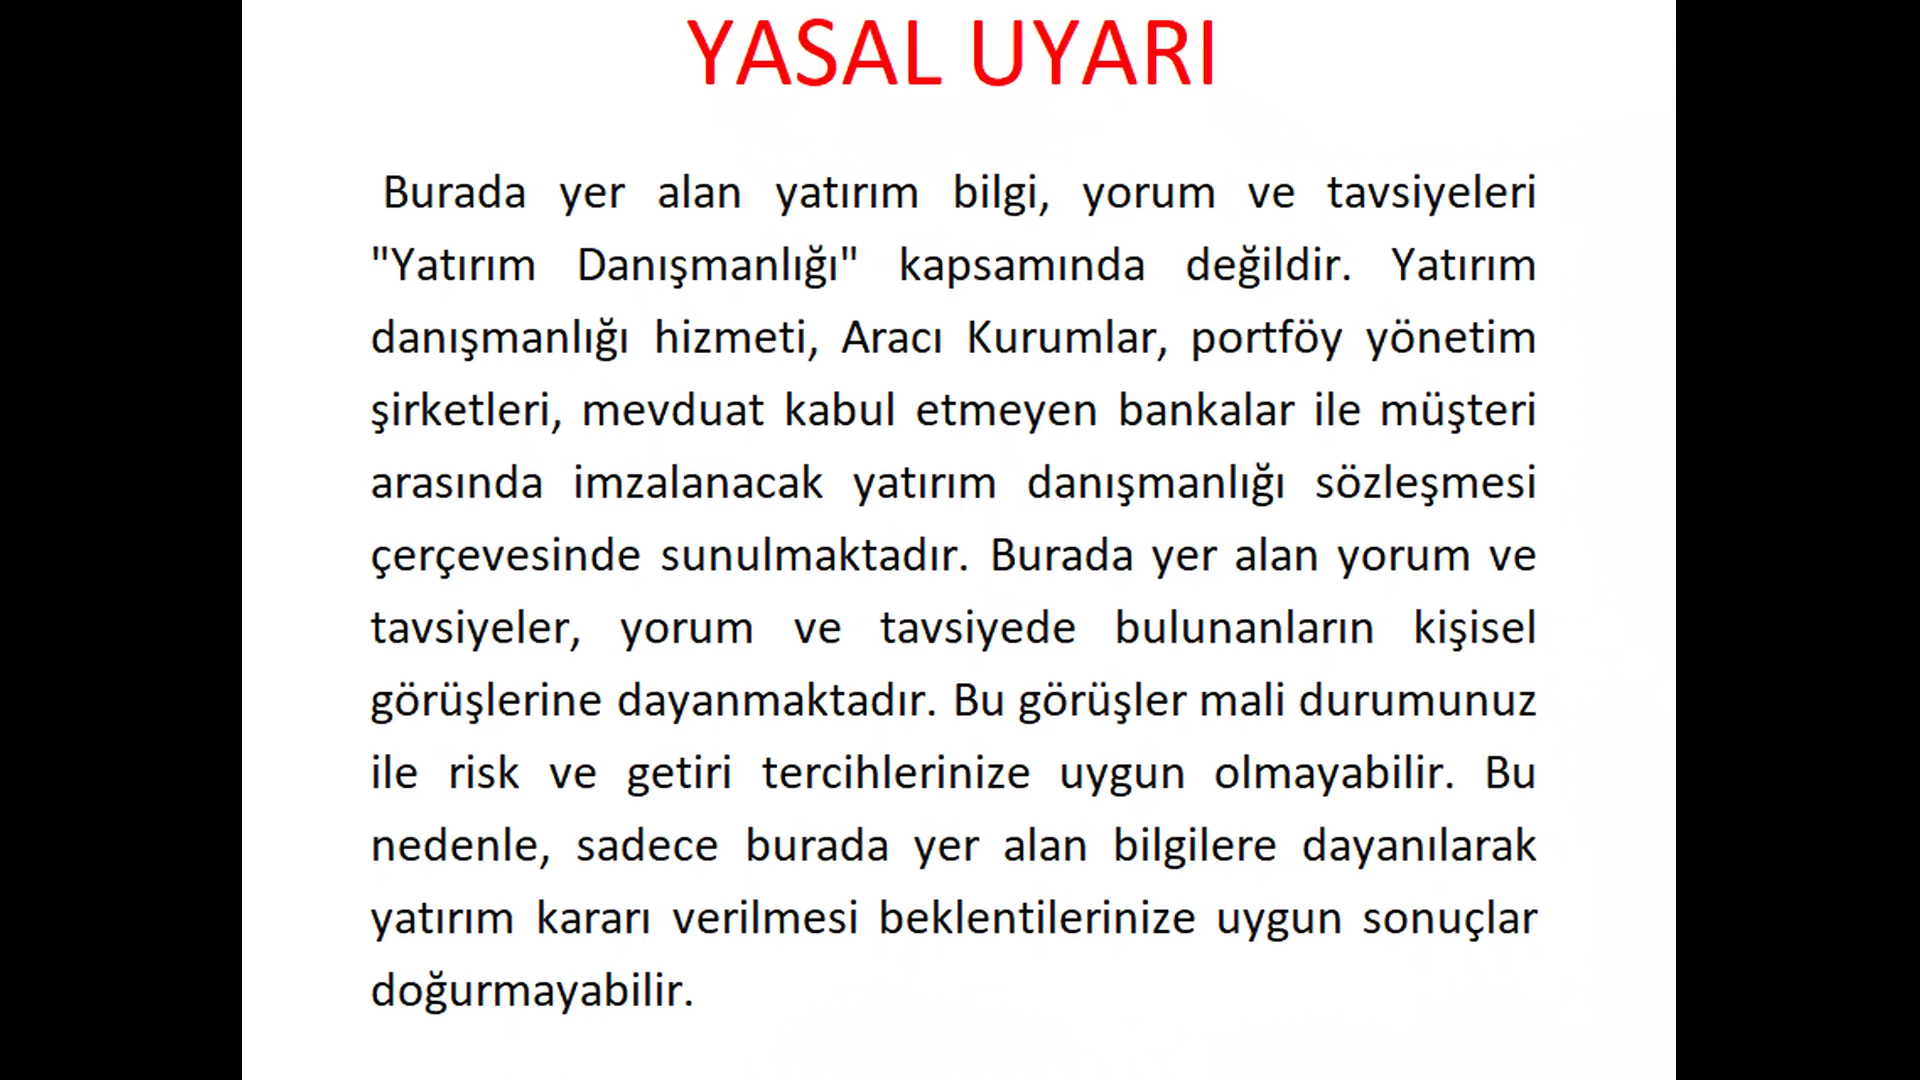 YASAL UYARI
Burada yer alan yatırım bilgi, yorum ve tavsiyeleri
"Yatırım Danışmanlığı" kapsamında değildir. Yatırım
danışmanlığı hizmeti, Aracı Kurumlar, portföy yönetim
şirketleri, mevduat kabul etmeyen bankalar ile müşteri
arasında imzalanacak yatırım danışmanlığı sözleşmesi
çerçevesinde sunulmaktadır. Burada yer alan yorum ve
tavsiyeler, yorum ve tavsiyede bulunanların kişisel
görüşlerine dayanmaktadır. Bu görüşler mali durumunuz
ile risk ve getiri tercihlerinize uygun olmayabilir. Bu
nedenle, sadece burada yer alan bilgilere dayanılarak
yatırım kararı verilmesi beklentilerinize uygun sonuçlar
doğurmayabilir.